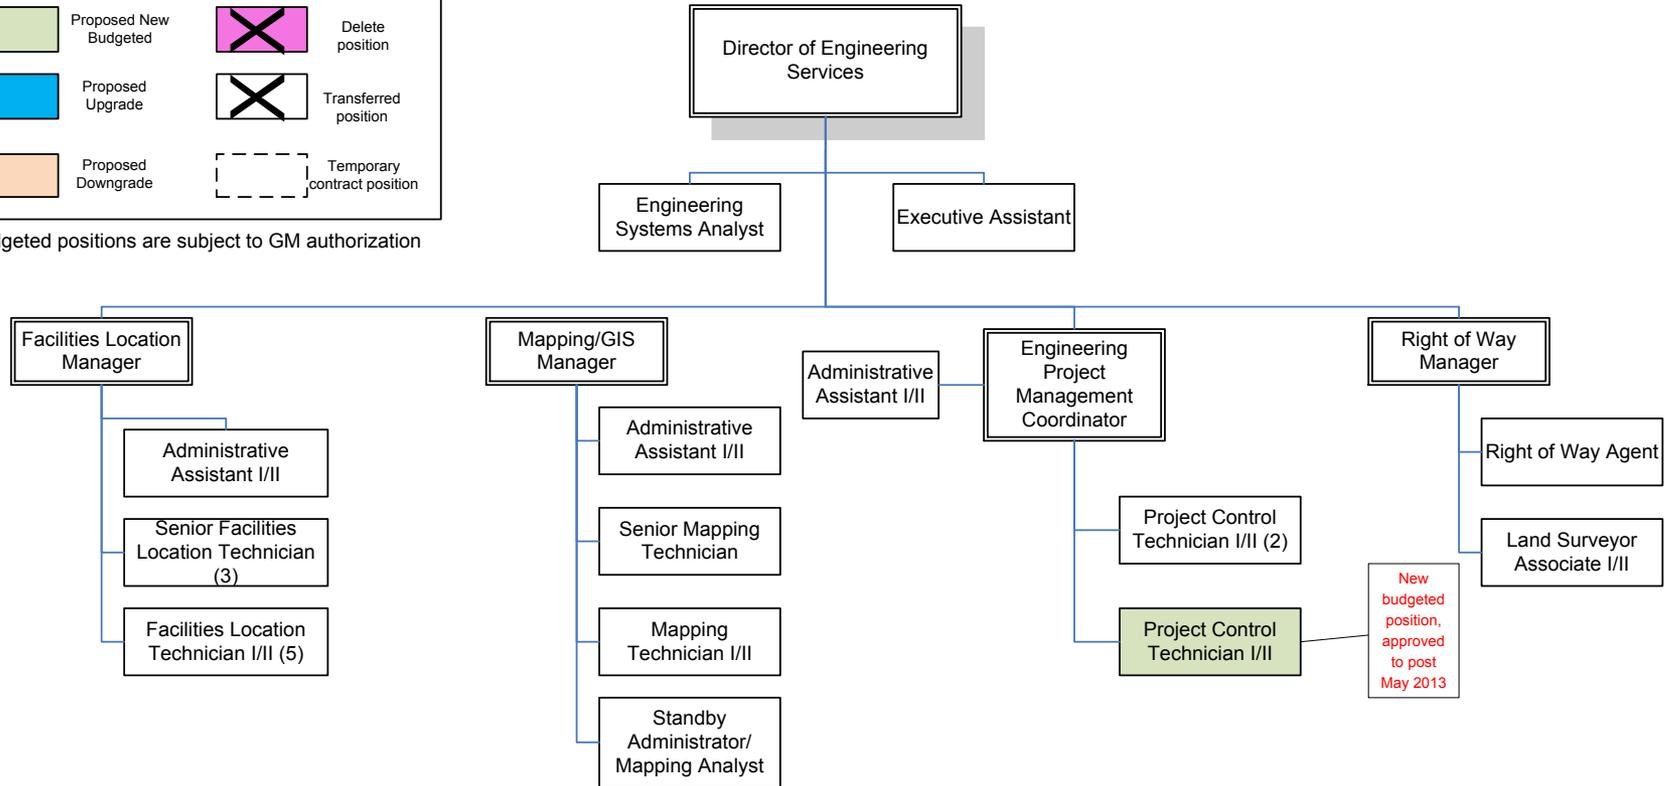 Proposed New
Budgeted
Delete
position
Proposed
Upgrade
Transferred
position
Proposed
Downgrade
Temporary
contract position
positions are subject to GM authorization
Director of Engineering
Services
Engineering
Systems Analyst
Executive Assistant
Facilities Location
Manager
Administrative
Assistant I/II
Senior Facilities
Location Technician
(3)
Facilities Location
Technician I/II (5)
Mapping/GIS
Manager
Administrative
Assistant I/II
Senior Mapping
Technician
Mapping
Technician I/II
Standby
Administrator/
Mapping Analyst
Administrative
Assistant I/II
Engineering
Project
Management
Coordinator
Project Control
Technician I/II (2)
Project Control
Technician I/II
New
budgeted
position,
approved
to post
May 2013
Right of Way
Manager
Right of Way Agent
Land Surveyor
Associate I/II